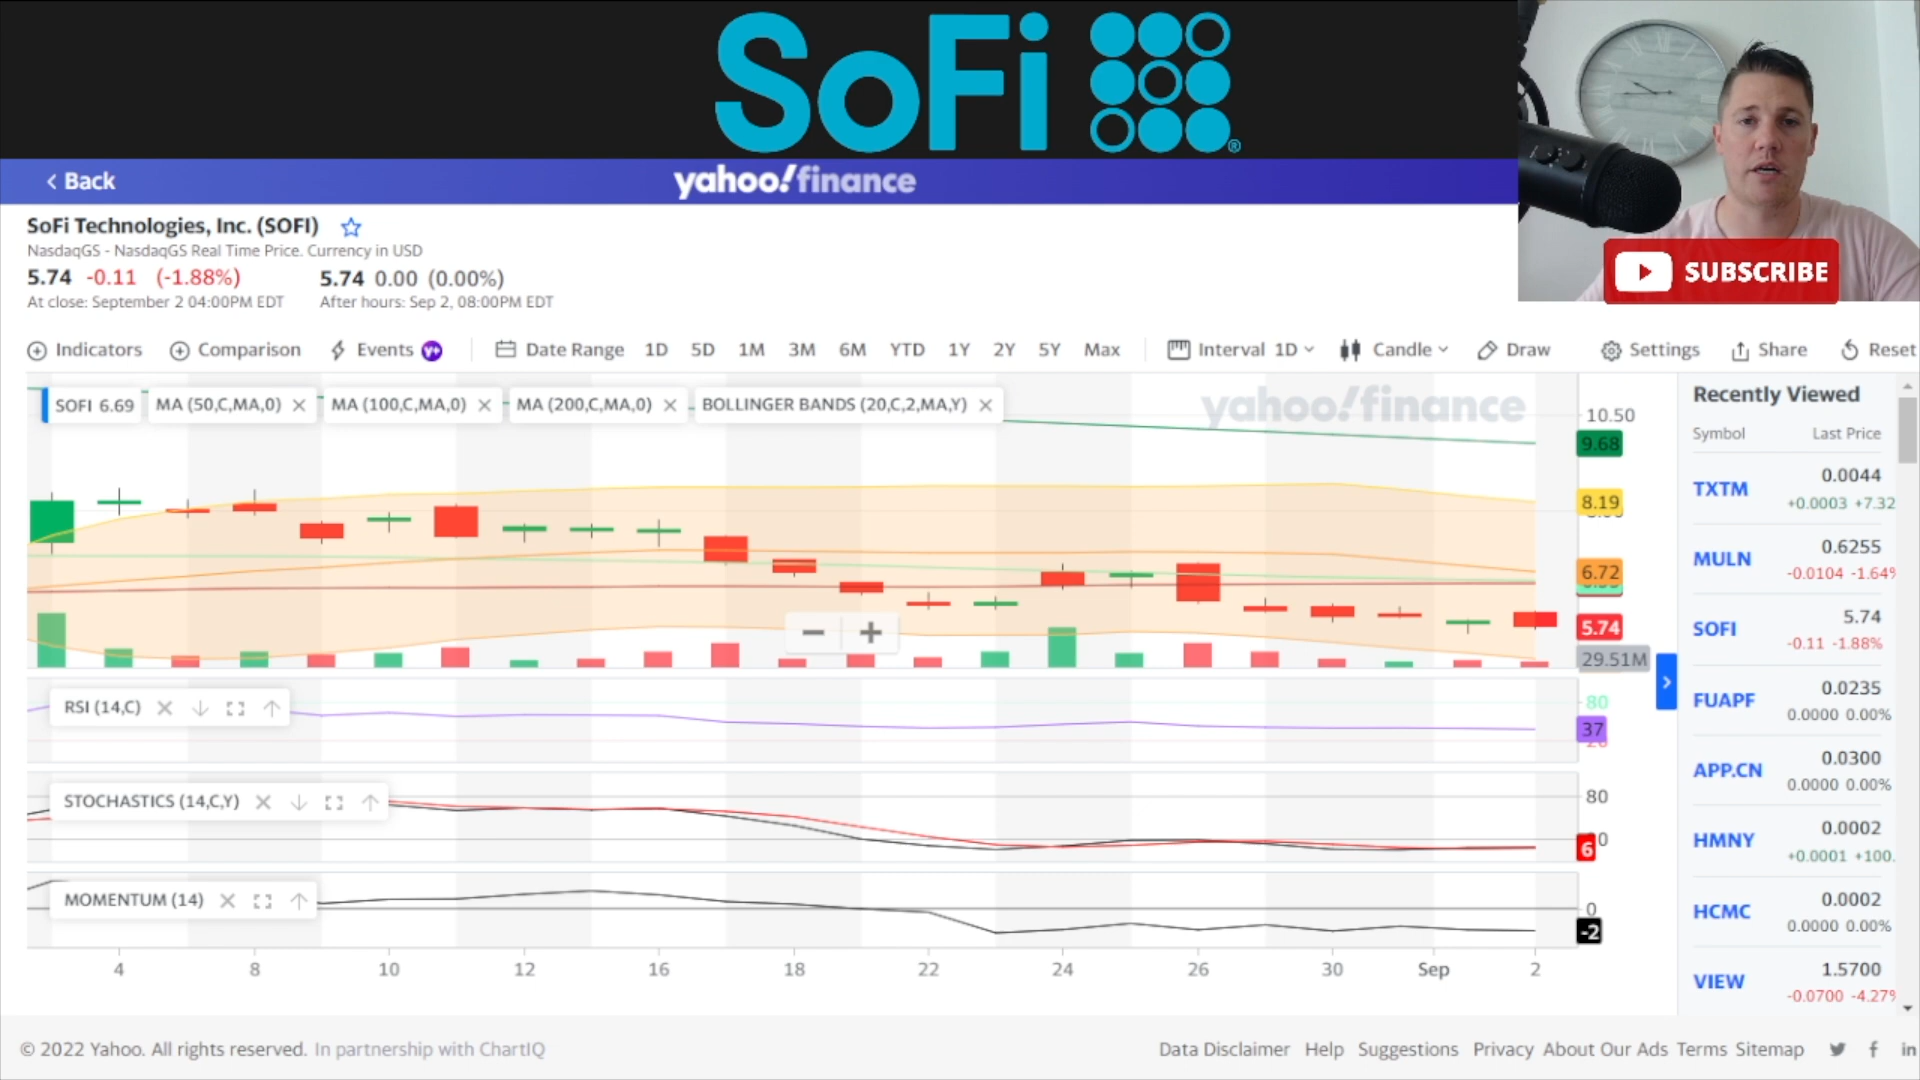 SoFi
®
Back
yahoo!finance
SUBSCRIBE
SoFi Technologies, Inc. (SOFI)
NasdaqGS - NasdaqGS Real Time Price. Currency in USD
5.74 -0.11 (-1.88%) 5.74 0.00 (0.00%)
At close: September 2 04:00PM EDT After hours: Sep 2, 08:00PM EDT
Indicators Comparison Events Y+ Date Range 1D 5D 1M 3M 6M YTD 1Y 2Y 5Y Max Interval 1D Candle Draw Settings Share Reset
SOFI 6.69 MA (50,C,MA,0) MA (100,C,MA,0) MA (200,C,MA,0) BOLLINGER BANDS (20,C,2,MA,Y)
yahoo!finance
10.50
9.68
8.19
6.72
5.74
29.51M
RSI (14,C)
80
37
STOCHASTICS (14,C,Y)
80
6
MOMENTUM (14)
0
-2
4 8 10 12 16 18 22 24 26 30 Sep 2
Recently Viewed
Symbol Last Price
TXTM 0.0044
+0.0003 +7.32
MULN 0.6255
-0.0104 -1.64%
SOFI 5.74
-0.11 -1.88%
FUAPF 0.0235
0.0000 0.00%
APP.CN 0.0300
0.0000 0.00%
HMNY 0.0002
+0.0001 +100.
HCMC 0.0002
0.0000 0.00%
VIEW 1.5700
-0.0700 -4.27%
© 2022 Yahoo. All rights reserved. In partnership with ChartIQ
Data Disclaimer Help Suggestions Privacy About Our Ads Terms Sitemap